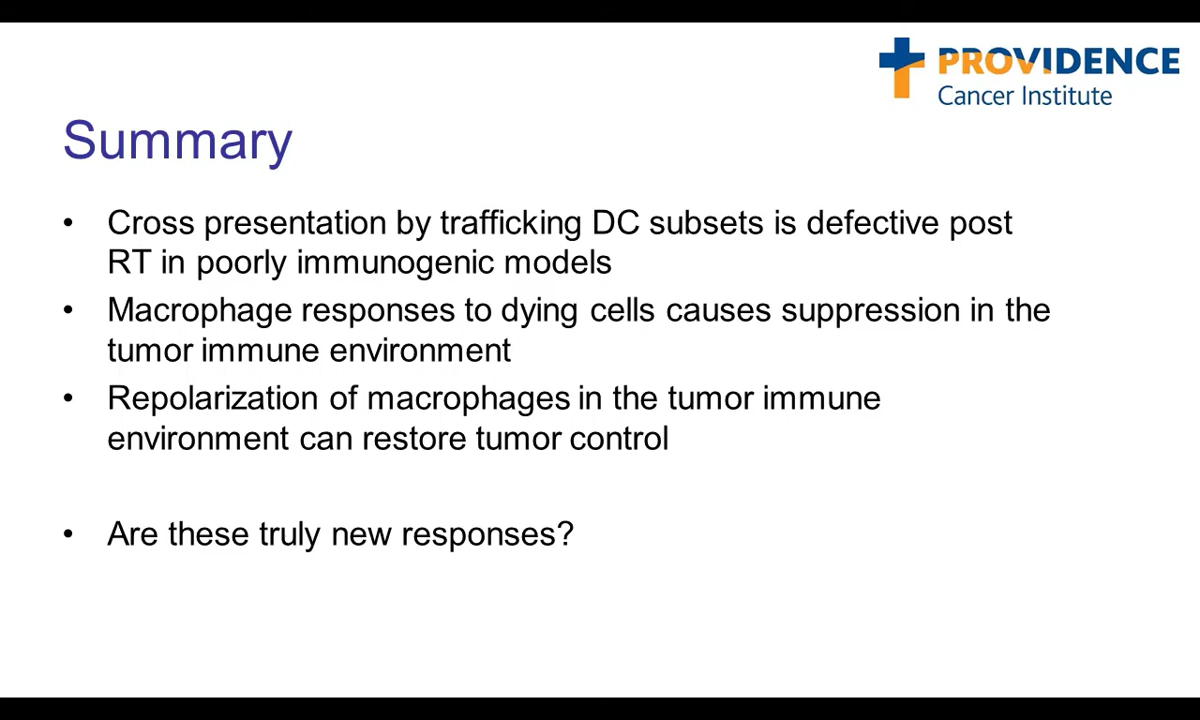 PROVIDENCE
Cancer Institute
Summary
• Cross presentation by trafficking DC subsets is defective post
RT in poorly immunogenic models
• Macrophage responses to dying cells causes suppression in the
tumor immune environment
• Repolarization of macrophages in the tumor immune
environment can restore tumor control
• Are these truly new responses?